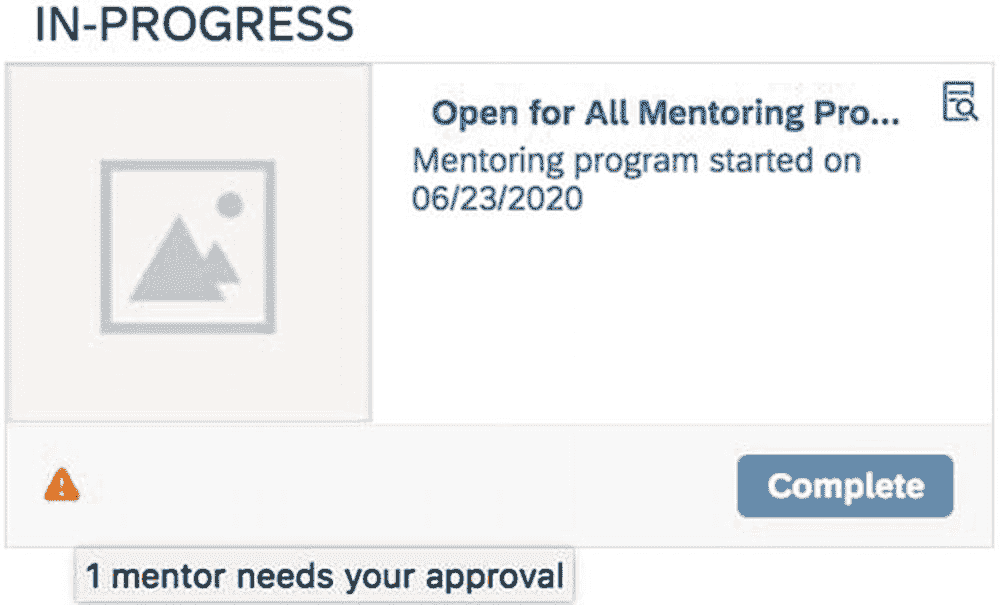 IN-PROGRESS
Open for All Mentoring Pro...
Mentoring program started on
06/23/2020
Complete
1 mentor needs your approval